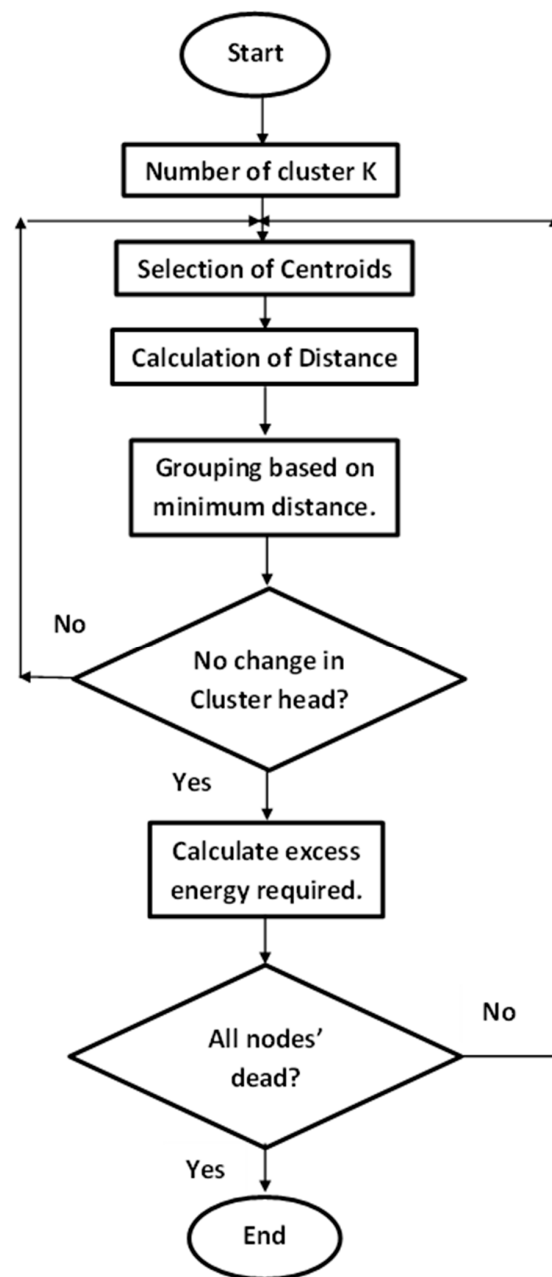 Start
Number of cluster K
Selection of Centroids
Calculation of Distance
Grouping based on
minimum distance.
No
No change in
Cluster head?
Yes
Calculate excess
energy required.
No
All nodes’
dead?
Yes
End